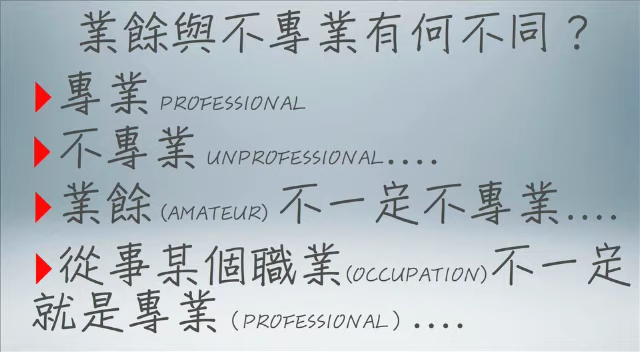 業餘與不專業有何不同？
專業 PROFESSIONAL
不專業 UNPROFESSIONAL....
業餘(AMATEUR) 不一定不專業....
從事某個職業(OCCUPATION)不一定
就是專業（PROFESSIONAL）....